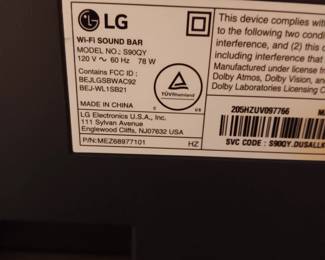 LG
Wi-Fi SOUND BAR
MODEL NO.: S90QY
120 V ~ 60 Hz 78 W
Contains FCC ID :
BEJLGSBWAC92
BEJ-WL1SB21
MADE IN CHINA
LG Electronics U.S.A., Inc.
111 Sylvan Avenue
Englewood Cliffs, NJ07632 USA
P/N:MEZ68977101 HZ
TÜVRheinland
C US
This device complies with
to the following two condi
interference, and (2) this d
including interference that
Manufactured under license from
Dolby Atmos, Dolby Vision, and
Dolby Laboratories Licensing C
205HZUV097766
SVC CODE : S90QY.DUSALLK